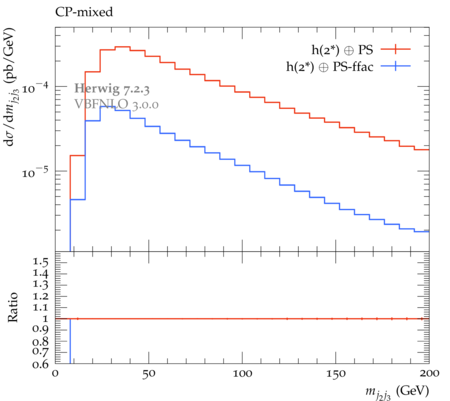 CP-mixed
h(2*) ⊕ PS
h(2*) ⊕ PS-ffac
Herwig 7.2.3
VBFNLO 3.0.0
dσ/dm_{j2j3} (pb/GeV)
10^{-4}
10^{-5}
Ratio
1.5
1.4
1.3
1.2
1.1
1
0.9
0.8
0.7
0.6
0 50 100 150 200
m_{j2j3} (GeV)